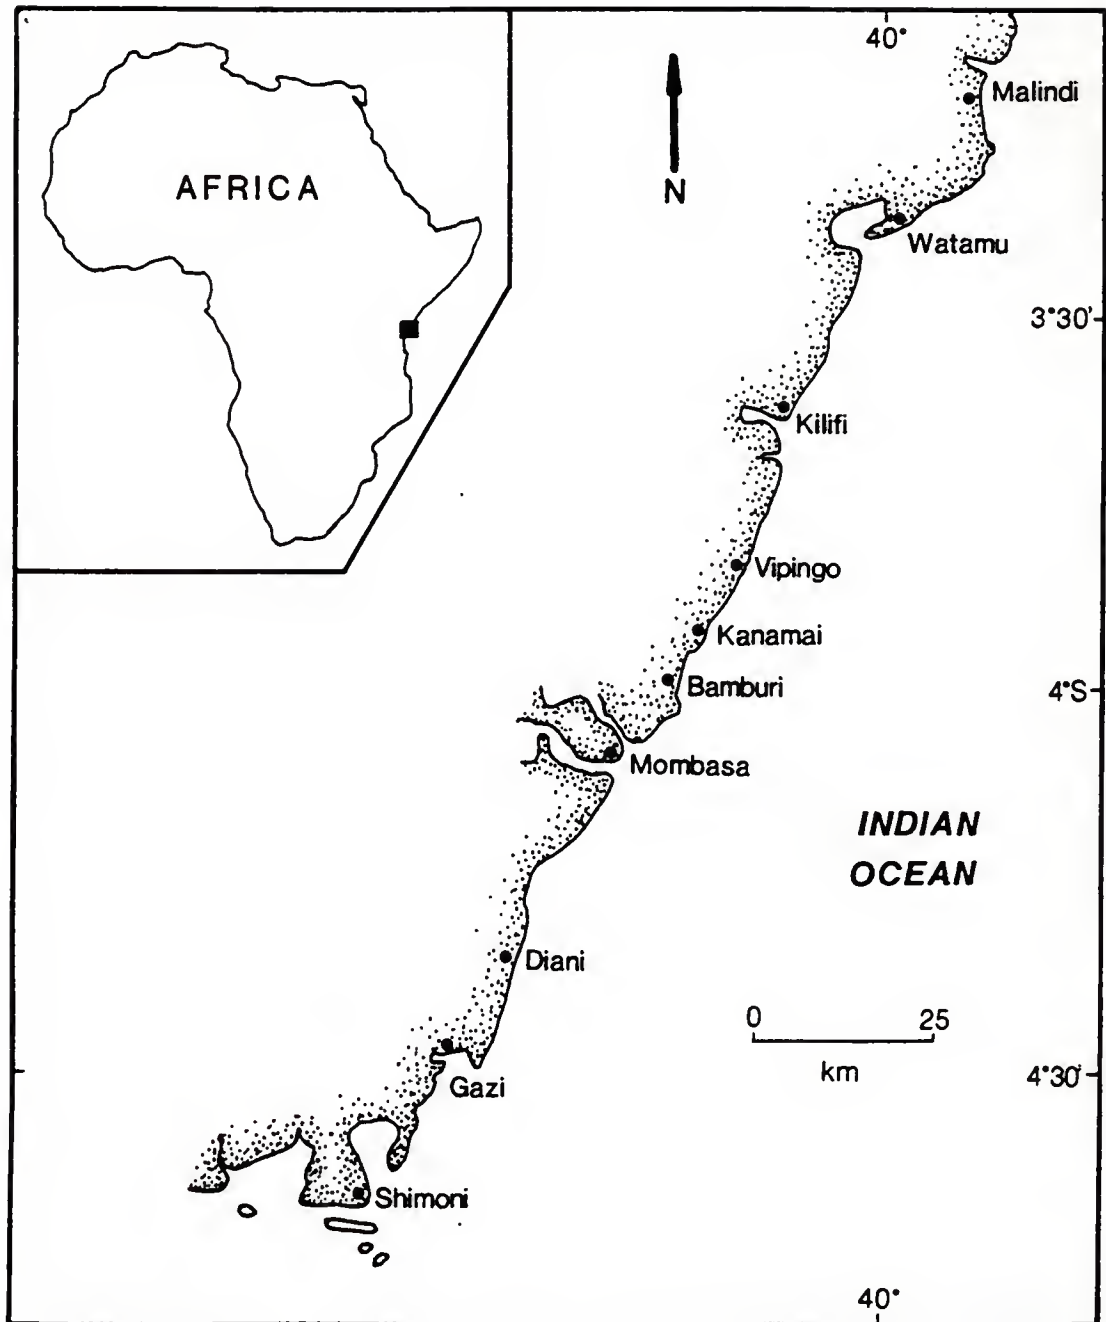 AFRICA
40°
N
Malindi
Watamu
3°30'
Kilifi
Vipingo
Kanamai
Bamburi
4°S
Mombasa
INDIAN
OCEAN
Diani
0 25
km
Gazi
4°30'
Shimoni
40°